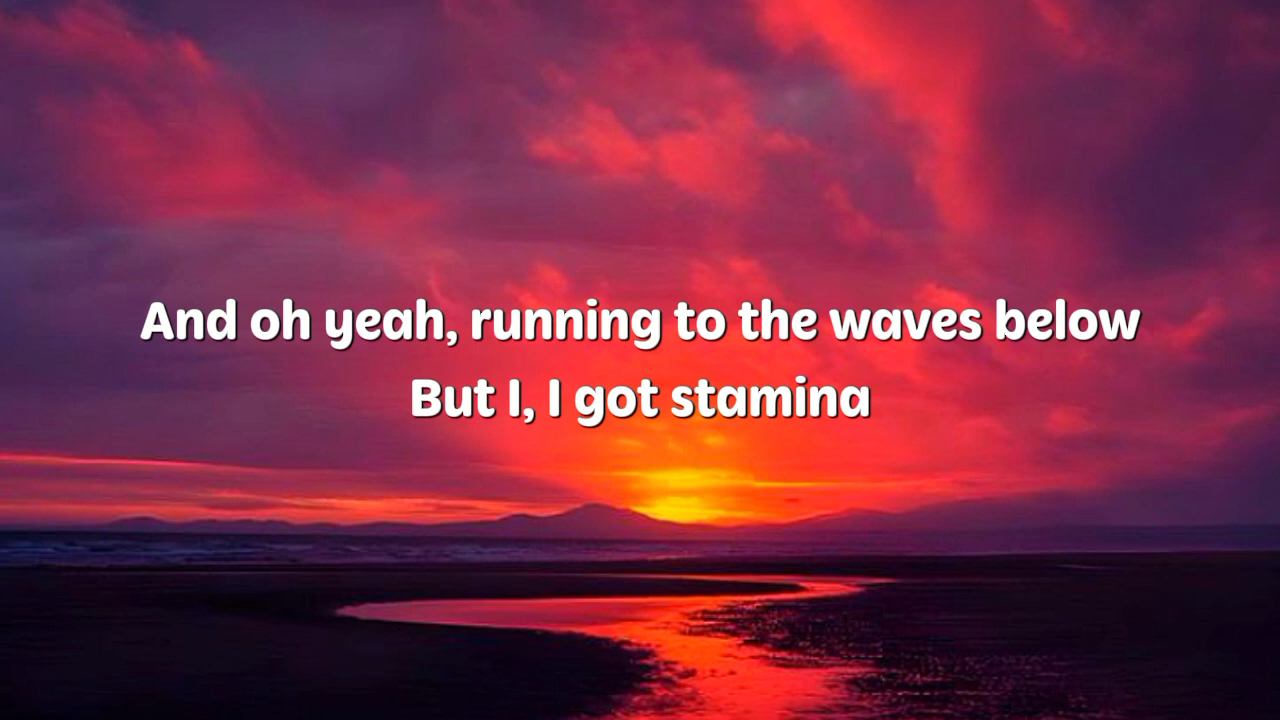 And oh yeah, running to the waves below
But I, I got stamina